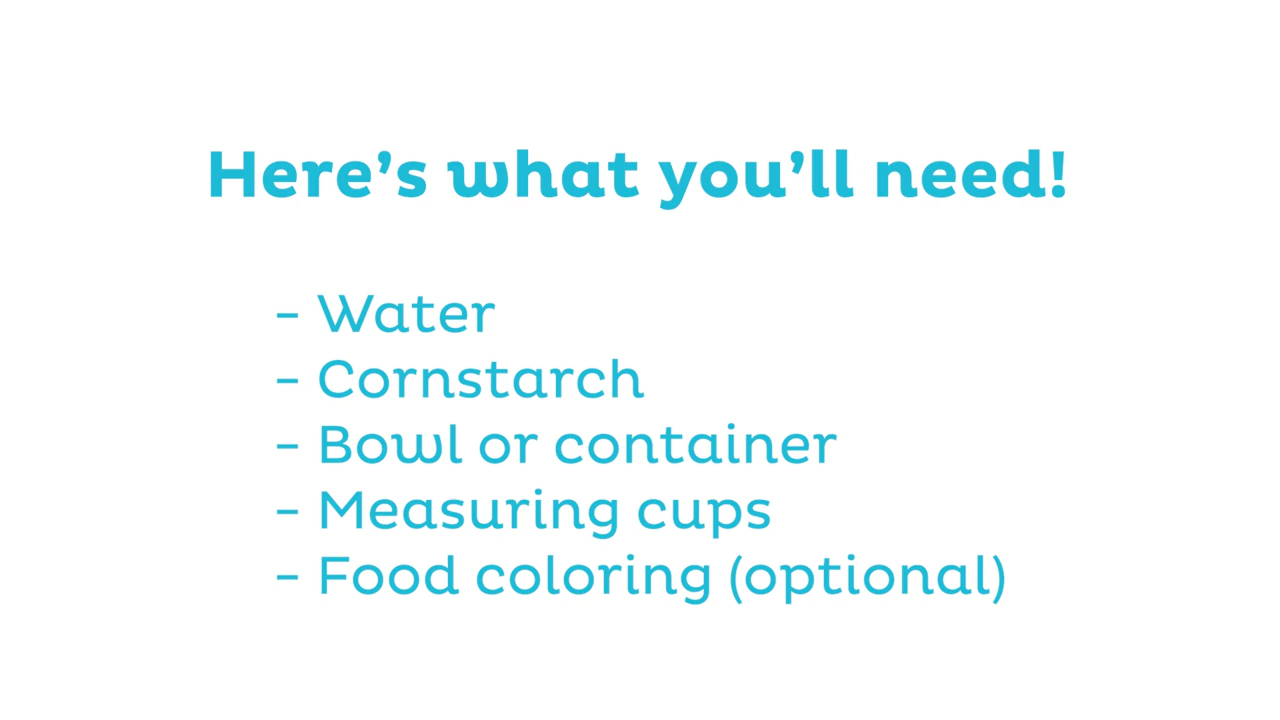 Here’s what you’ll need!
- Water
- Cornstarch
- Bowl or container
- Measuring cups
- Food coloring (optional)